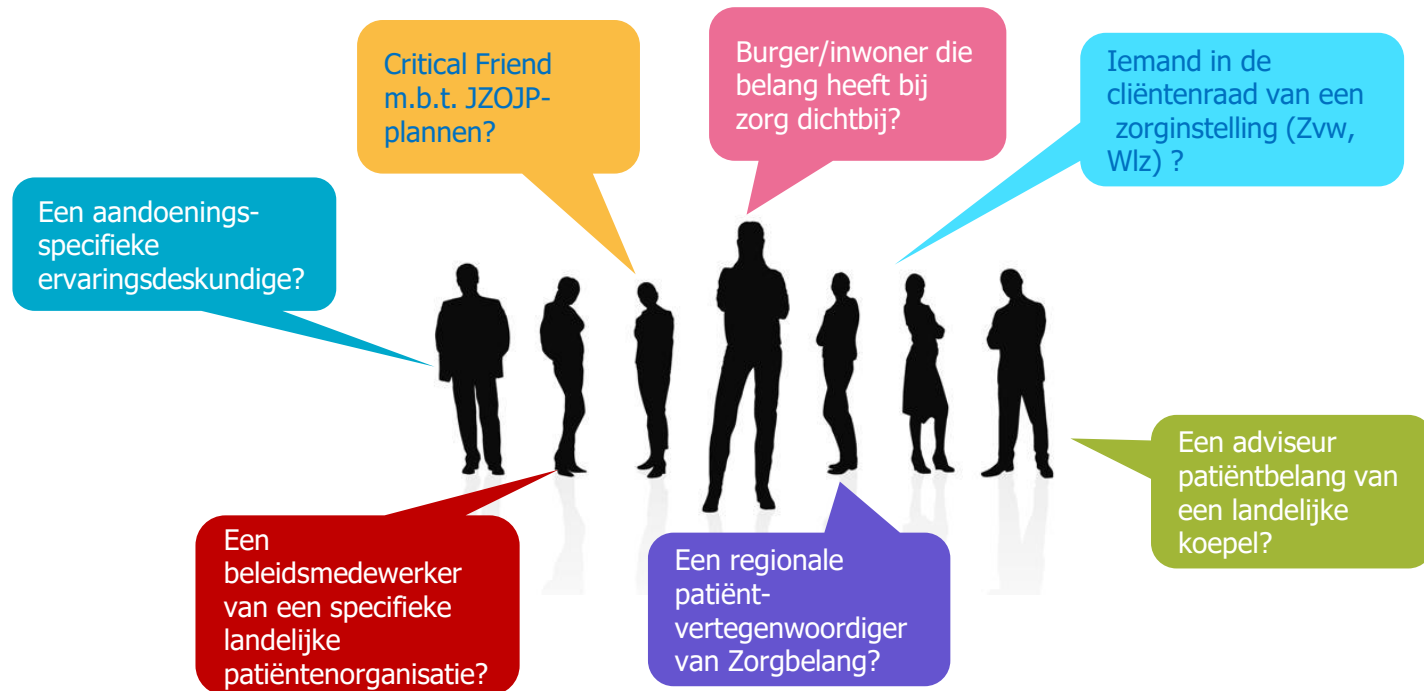 Critical Friend
m.b.t. JZOJP-
plannen?
Burger/inwoner die
belang heeft bij
zorg dichtbij?
Iemand in de
cliëntenraad van een
zorginstelling (Zvw,
Wlz) ?
Een aandoenings-
specifieke
ervaringsdeskundige?
Een adviseur
patiëntbelang van
een landelijke
koepel?
Een
beleidsmedewerker
van een specifieke
landelijke
patiëntenorganisatie?
Een regionale
patiënt-
vertegenwoordiger
van Zorgbelang?